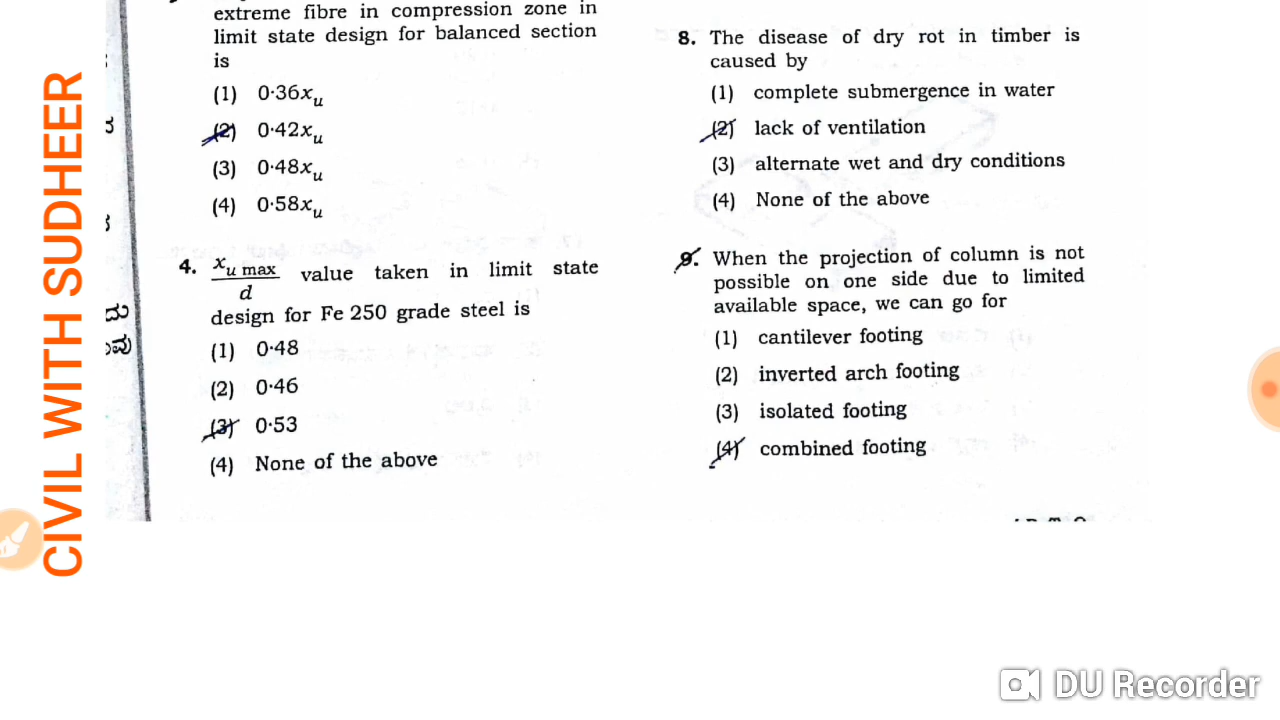 CIVIL WITH SUDHEER
extreme fibre in compression zone in
limit state design for balanced section
is
(1) 0·36xu
(2) 0·42xu
(3) 0·48xu
(4) 0·58xu
4. xu max / d value taken in limit state
design for Fe 250 grade steel is
(1) 0·48
(2) 0·46
(3) 0·53
(4) None of the above
8. The disease of dry rot in timber is
caused by
(1) complete submergence in water
(2) lack of ventilation
(3) alternate wet and dry conditions
(4) None of the above
9. When the projection of column is not
possible on one side due to limited
available space, we can go for
(1) cantilever footing
(2) inverted arch footing
(3) isolated footing
(4) combined footing
DU Recorder